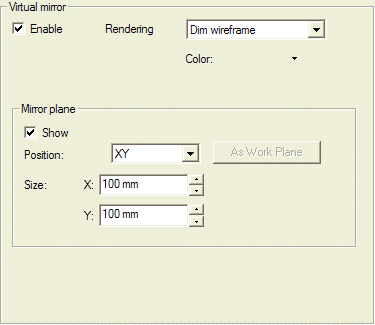 Virtual mirror
Enable Rendering Dim wireframe
Color:
Mirror plane
Show
Position: XY As Work Plane
Size: X: 100 mm
Y: 100 mm